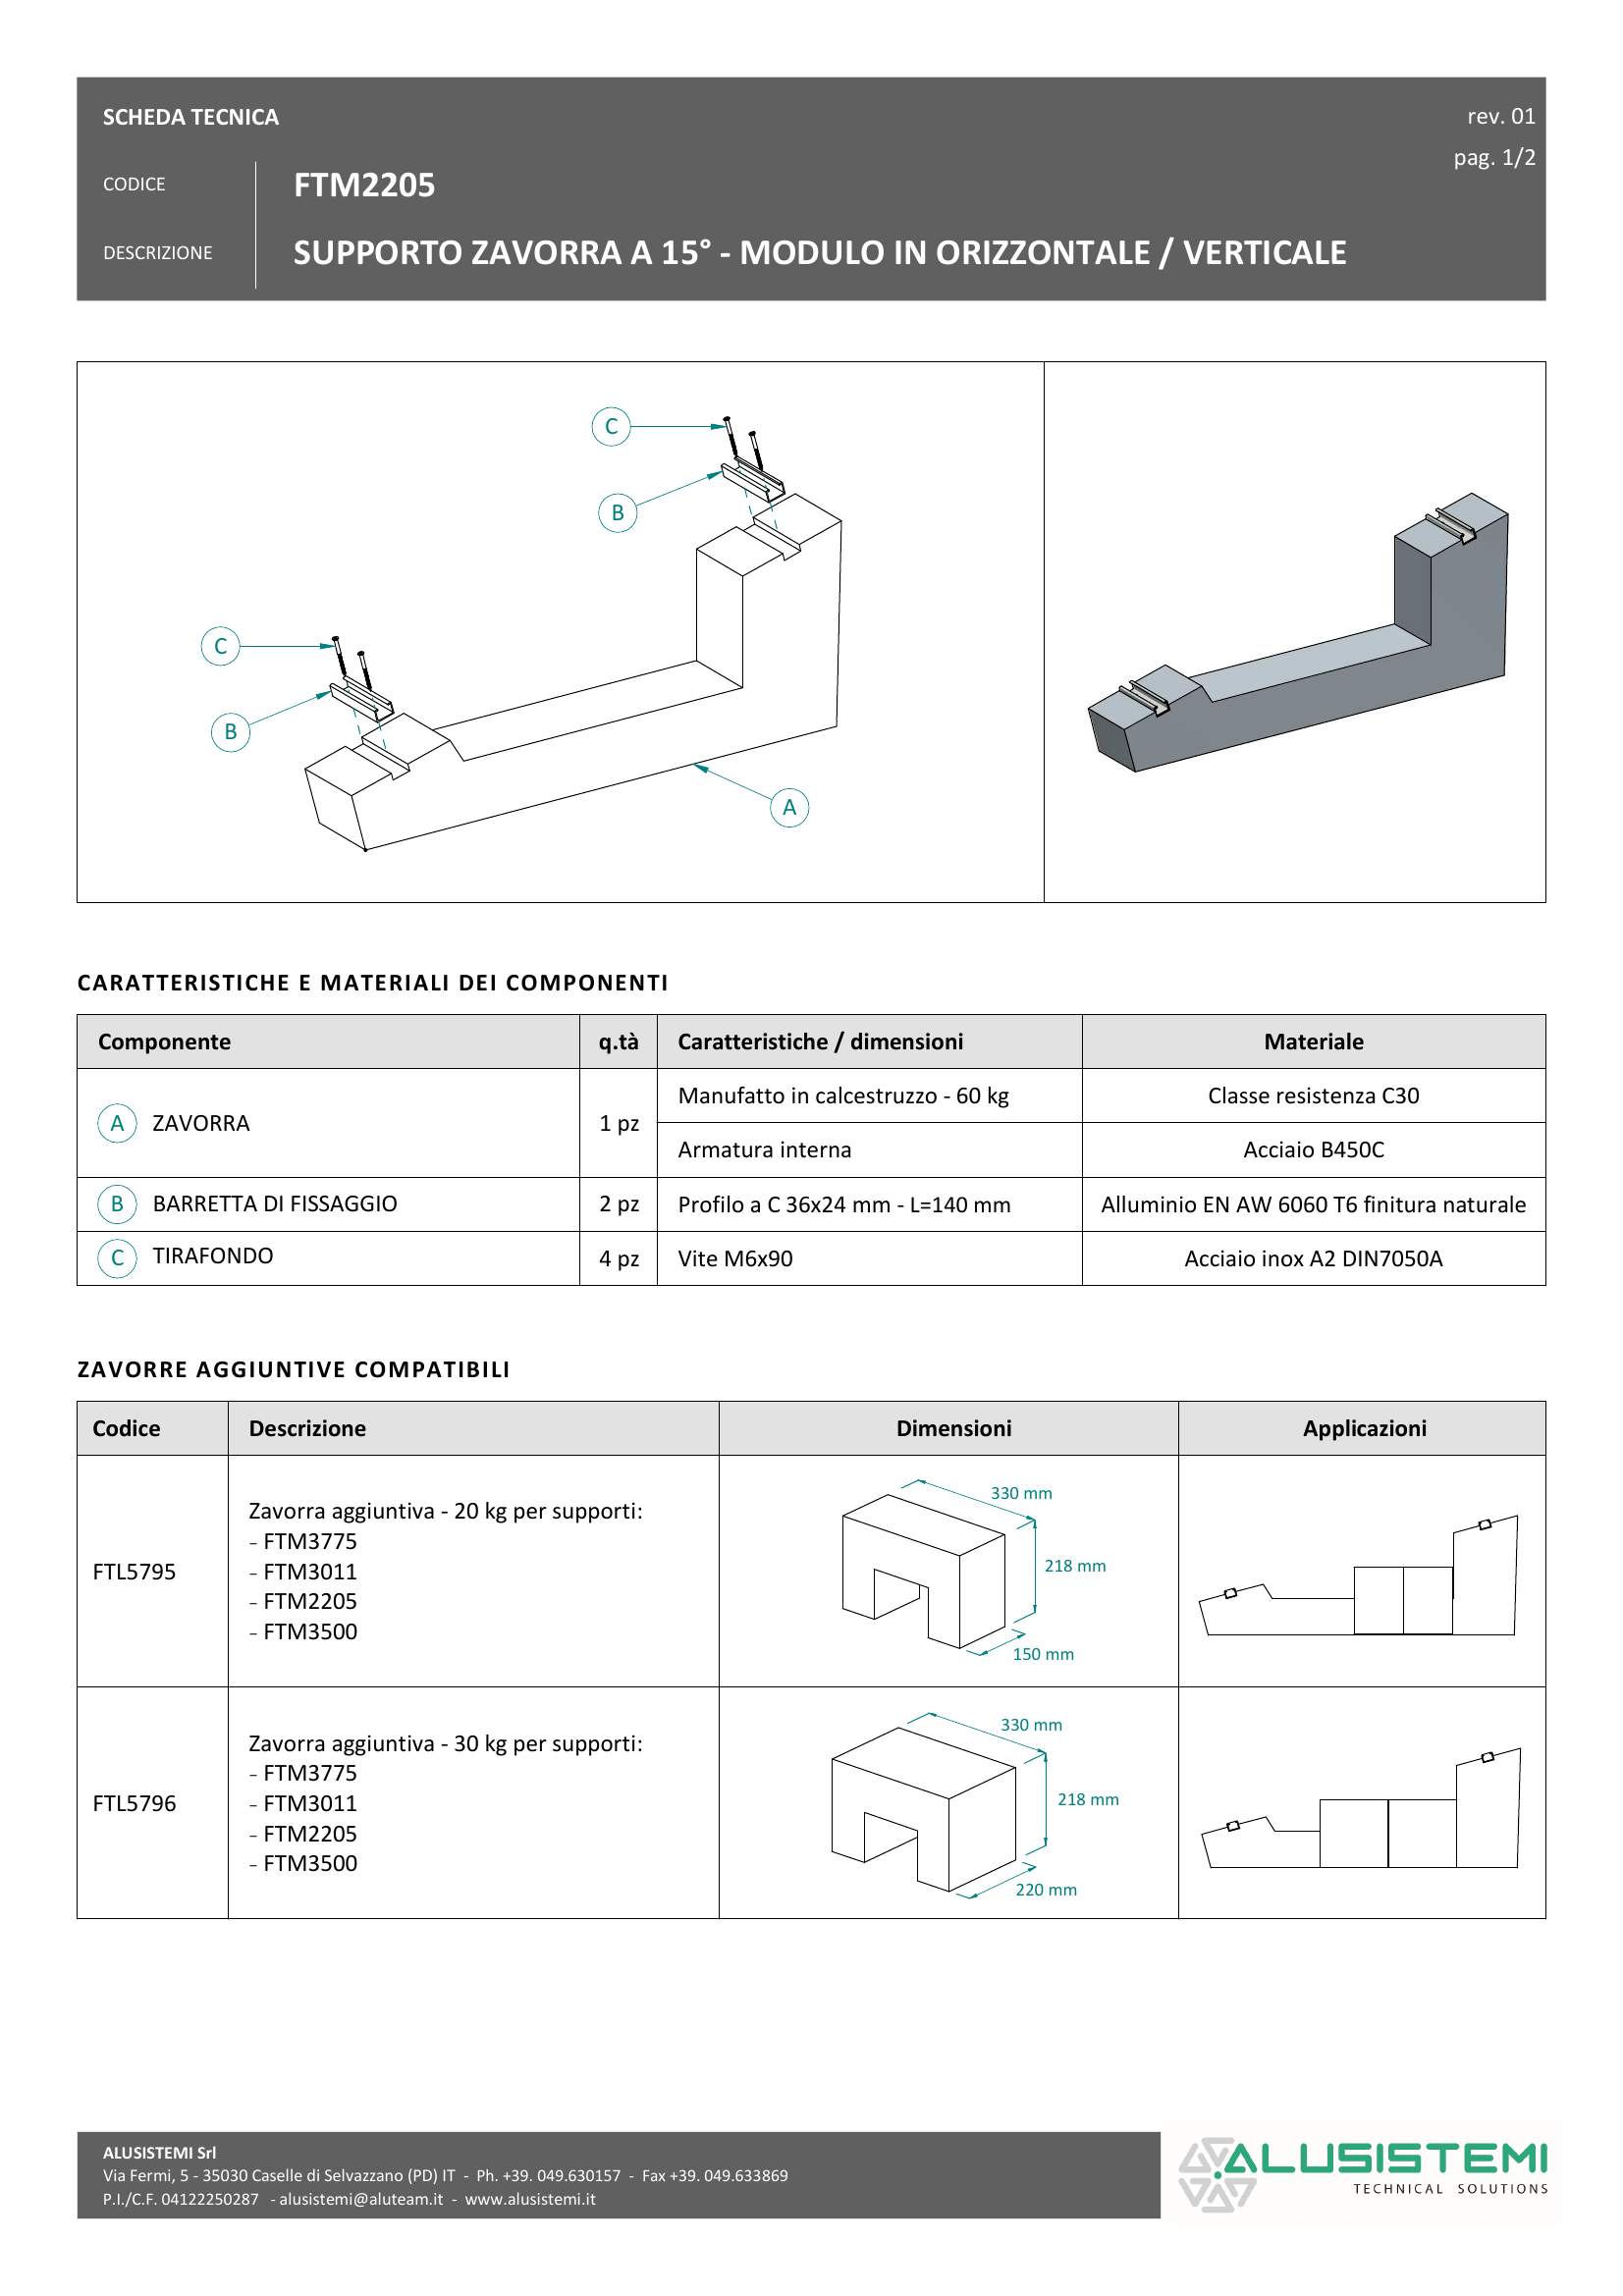 SCHEDA TECNICA
rev. 01
pag. 1/2
CODICE
FTM2205
DESCRIZIONE
SUPPORTO ZAVORRA A 15° - MODULO IN ORIZZONTALE / VERTICALE
C
B
C
B
A
CARATTERISTICHE E MATERIALI DEI COMPONENTI
Componente q.tà Caratteristiche / dimensioni Materiale
A ZAVORRA 1 pz Manufatto in calcestruzzo - 60 kg Classe resistenza C30
Armatura interna Acciaio B450C
B BARRETTA DI FISSAGGIO 2 pz Profilo a C 36x24 mm - L=140 mm Alluminio EN AW 6060 T6 finitura naturale
C TIRAFONDO 4 pz Vite M6x90 Acciaio inox A2 DIN7050A
ZAVORRE AGGIUNTIVE COMPATIBILI
Codice Descrizione Dimensioni Applicazioni
FTL5795
Zavorra aggiuntiva - 20 kg per supporti:
- FTM3775
- FTM3011
- FTM2205
- FTM3500
330 mm
218 mm
150 mm
FTL5796
Zavorra aggiuntiva - 30 kg per supporti:
- FTM3775
- FTM3011
- FTM2205
- FTM3500
330 mm
218 mm
220 mm
ALUSISTEMI Srl
Via Fermi, 5 - 35030 Caselle di Selvazzano (PD) IT - Ph. +39. 049.630157 - Fax +39. 049.633869
P.I./C.F. 04122250287 - alusistemi@aluteam.it - www.alusistemi.it
ALUSISTEMI
TECHNICAL SOLUTIONS